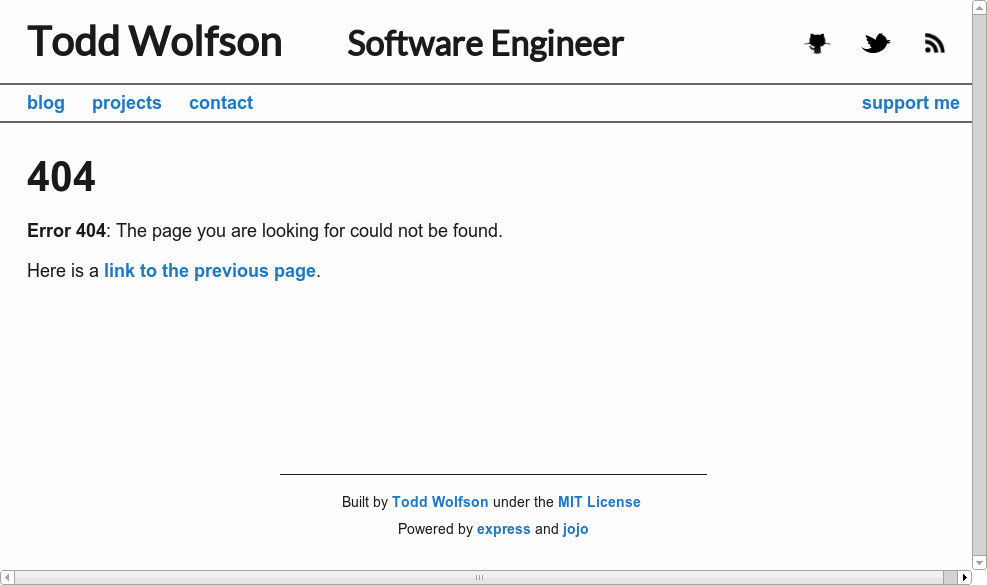 Todd Wolfson Software Engineer
blog projects contact support me
404
Error 404: The page you are looking for could not be found.
Here is a link to the previous page.
Built by Todd Wolfson under the MIT License
Powered by express and jojo